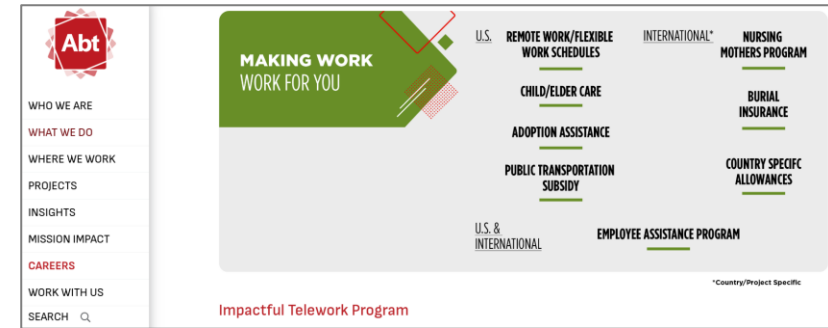 Abt
WHO WE ARE
WHAT WE DO
WHERE WE WORK
PROJECTS
INSIGHTS
MISSION IMPACT
CAREERS
WORK WITH US
SEARCH
MAKING WORK
WORK FOR YOU
U.S.
REMOTE WORK/FLEXIBLE
WORK SCHEDULES
CHILD/ELDER CARE
ADOPTION ASSISTANCE
PUBLIC TRANSPORTATION
SUBSIDY
INTERNATIONAL*
NURSING
MOTHERS PROGRAM
BURIAL
INSURANCE
COUNTRY SPECIFC
ALLOWANCES
U.S. &
INTERNATIONAL
EMPLOYEE ASSISTANCE PROGRAM
*Country/Project Specific
Impactful Telework Program